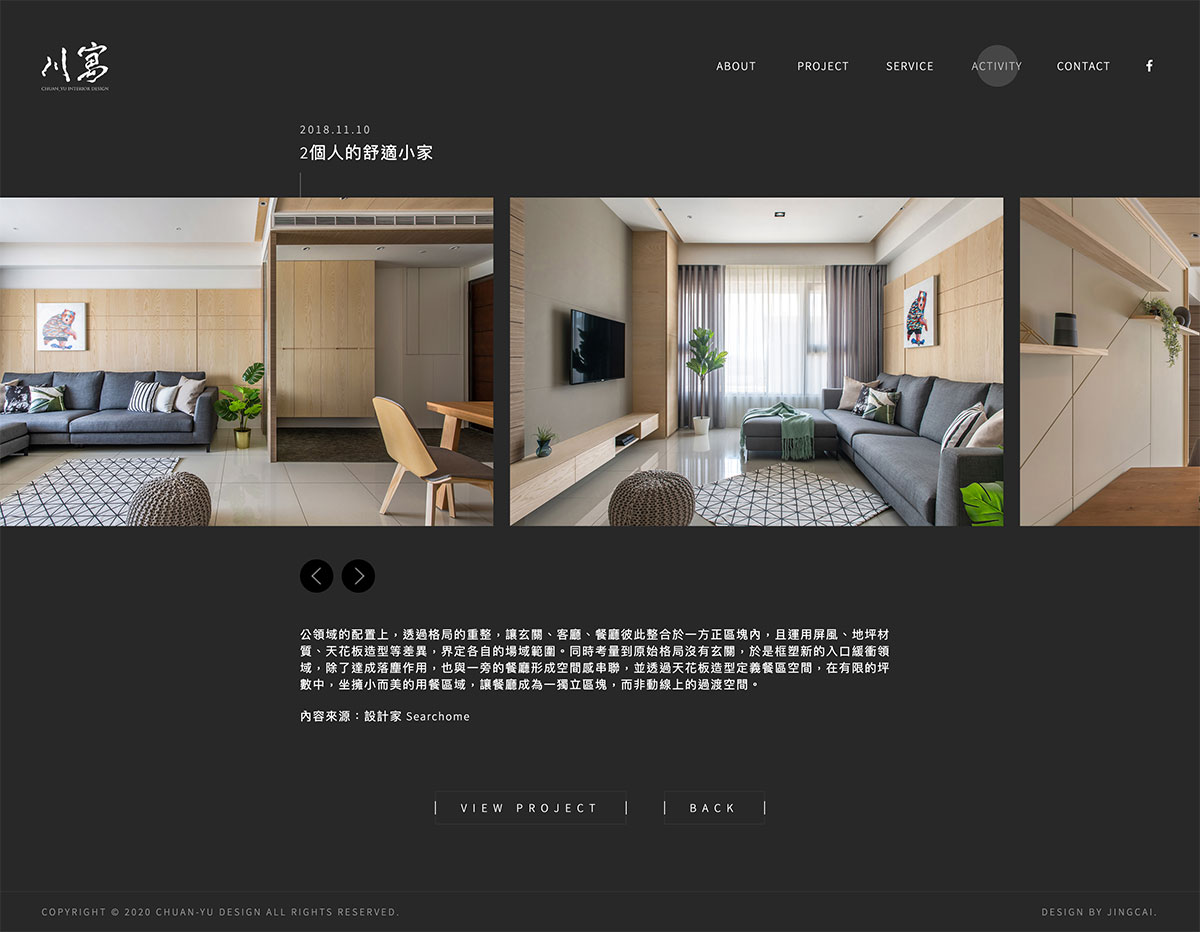 川寓
CHUAN_YU INTERIOR DESIGN
ABOUT PROJECT SERVICE ACTIVITY CONTACT f
2018.11.10
2個人的舒適小家
公領域的配置上，透過格局的重整，讓玄關、客廳、餐廳彼此整合於一方正區塊內，且運用屏風、地坪材
質、天花板造型等差異，界定各自的場域範圍。同時考量到原始格局沒有玄關，於是框塑新的入口緩衝領
域，除了達成落塵作用，也與一旁的餐廳形成空間感串聯，並透過天花板造型定義餐區空間，在有限的坪
數中，坐擁小而美的用餐區域，讓餐廳成為一獨立區塊，而非動線上的過渡空間。
內容來源：設計家 Searchome
VIEW PROJECT BACK
COPYRIGHT © 2020 CHUAN-YU DESIGN ALL RIGHTS RESERVED. DESIGN BY JINGCAI.